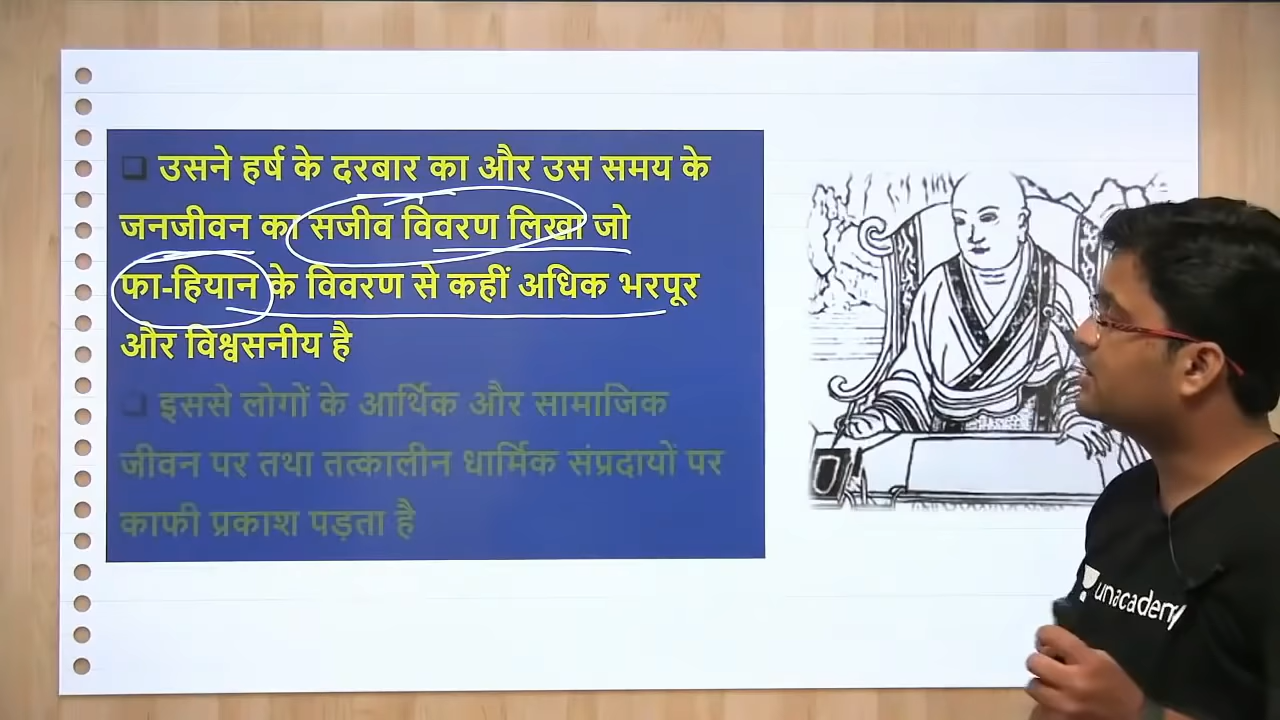 ❑ उसने हर्ष के दरबार का और उस समय के
जनजीवन का सजीव विवरण लिखा जो
फा-हियान के विवरण से कहीं अधिक भरपूर
और विश्वसनीय है
❑ इससे लोगों के आर्थिक और सामाजिक
जीवन पर तथा तत्कालीन धार्मिक संप्रदायों पर
काफी प्रकाश पड़ता है
unacademy